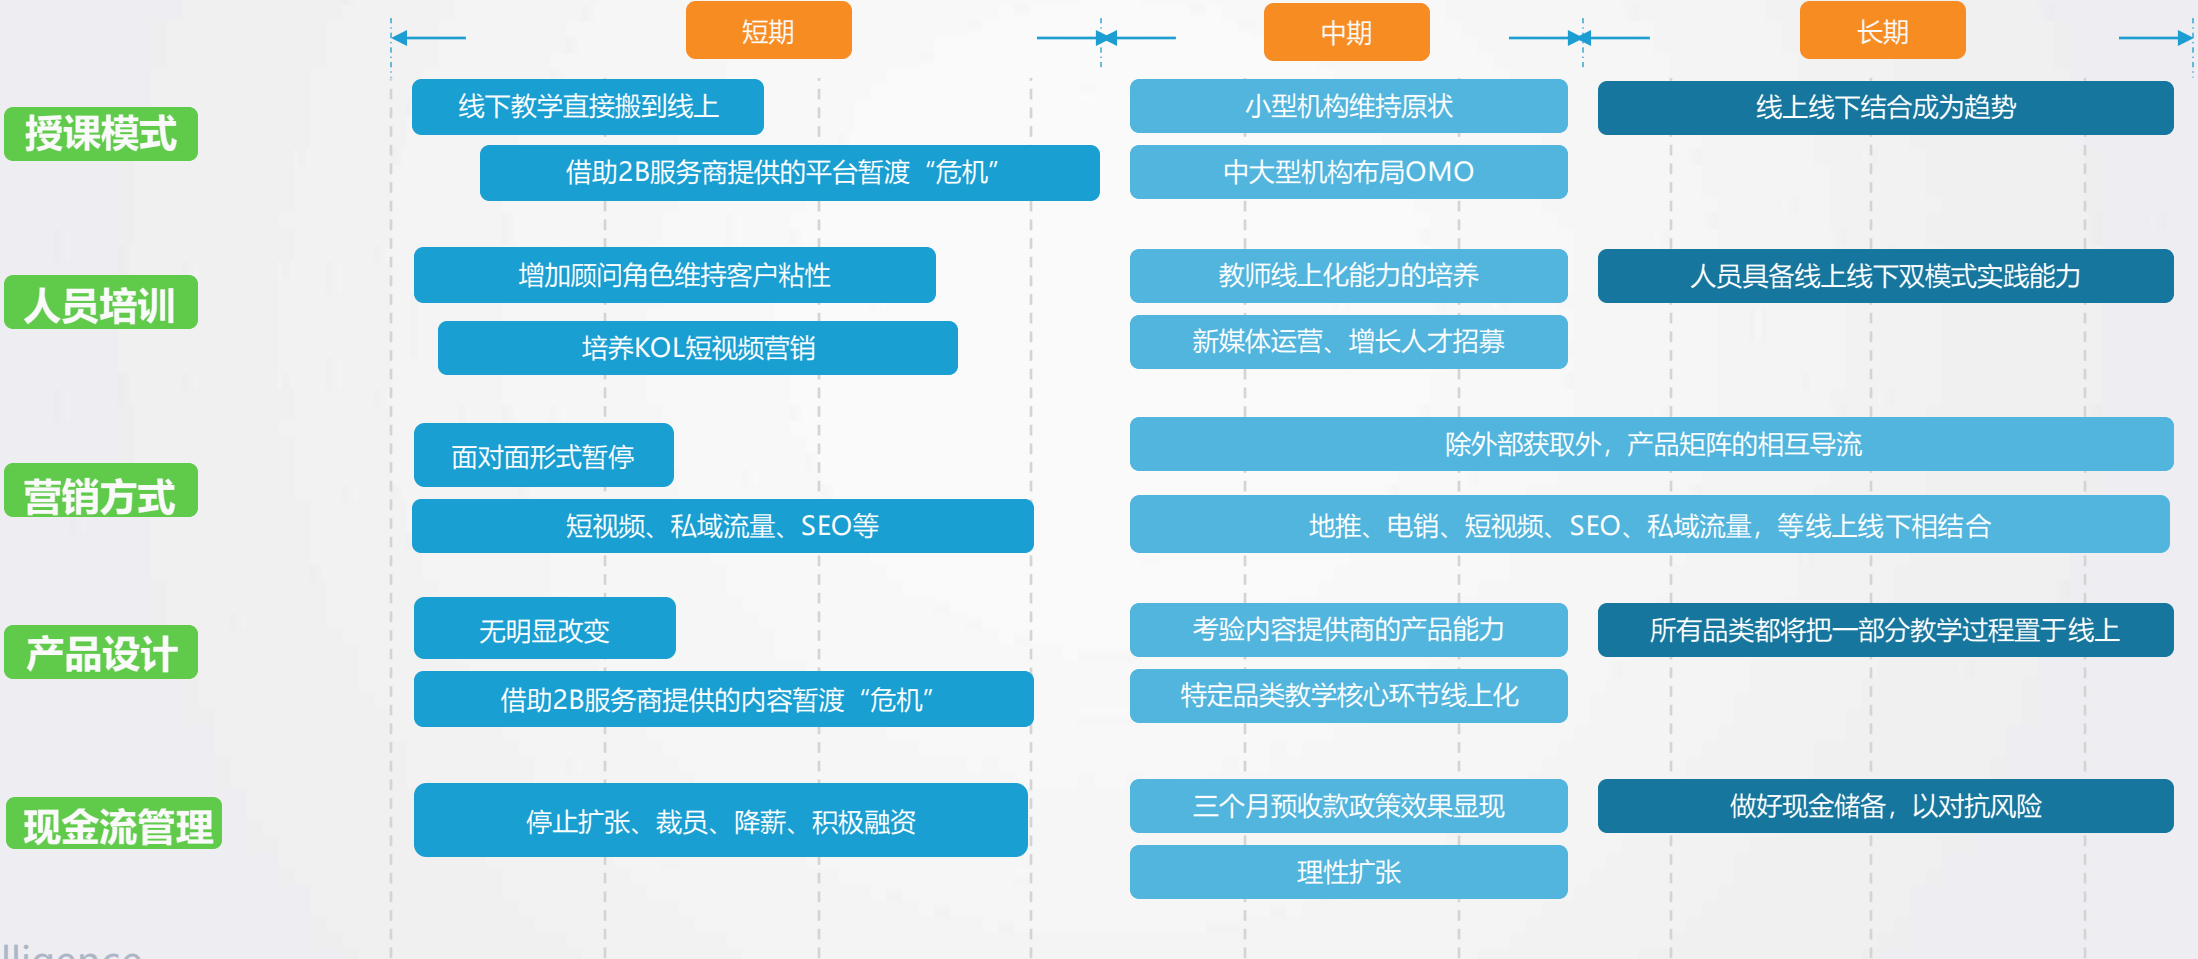 短期
中期
长期
授课模式
线下教学直接搬到线上
小型机构维持原状
线上线下结合成为趋势
借助2B服务商提供的平台暂渡“危机”
中大型机构布局OMO
人员培训
增加顾问角色维持客户粘性
教师线上化能力的培养
人员具备线上线下双模式实践能力
培养KOL短视频营销
新媒体运营、增长人才招募
营销方式
面对面形式暂停
除外部获取外，产品矩阵的相互导流
短视频、私域流量、SEO等
地推、电销、短视频、SEO、私域流量，等线上线下相结合
产品设计
无明显改变
考验内容提供商的产品能力
所有品类都将把一部分教学过程置于线上
借助2B服务商提供的内容暂渡“危机”
特定品类教学核心环节线上化
现金流管理
停止扩张、裁员、降薪、积极融资
三个月预收款政策效果显现
做好现金储备，以对抗风险
理性扩张
lligence